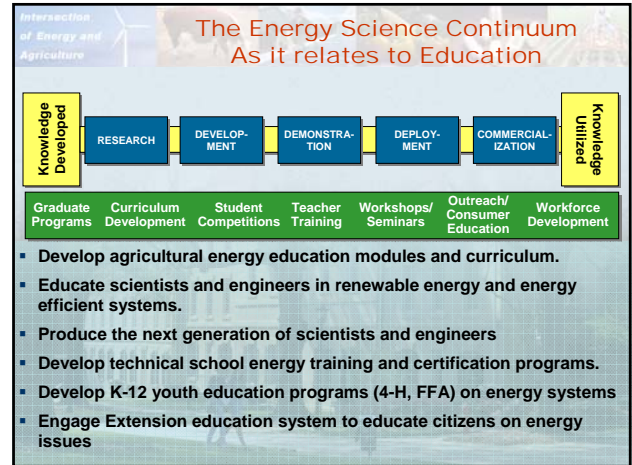 Intersection
of Energy and
Agriculture
The Energy Science Continuum
As it relates to Education
Knowledge
Developed
RESEARCH
DEVELOP-
MENT
DEMONSTRA-
TION
DEPLOY-
MENT
COMMERCIAL-
IZATION
Knowledge
Utilized
Graduate
Programs
Curriculum
Development
Student
Competitions
Teacher
Training
Workshops/
Seminars
Outreach/
Consumer
Education
Workforce
Development
▪ Develop agricultural energy education modules and curriculum.
▪ Educate scientists and engineers in renewable energy and energy
efficient systems.
▪ Produce the next generation of scientists and engineers
▪ Develop technical school energy training and certification programs.
▪ Develop K-12 youth education programs (4-H, FFA) on energy systems
▪ Engage Extension education system to educate citizens on energy
issues